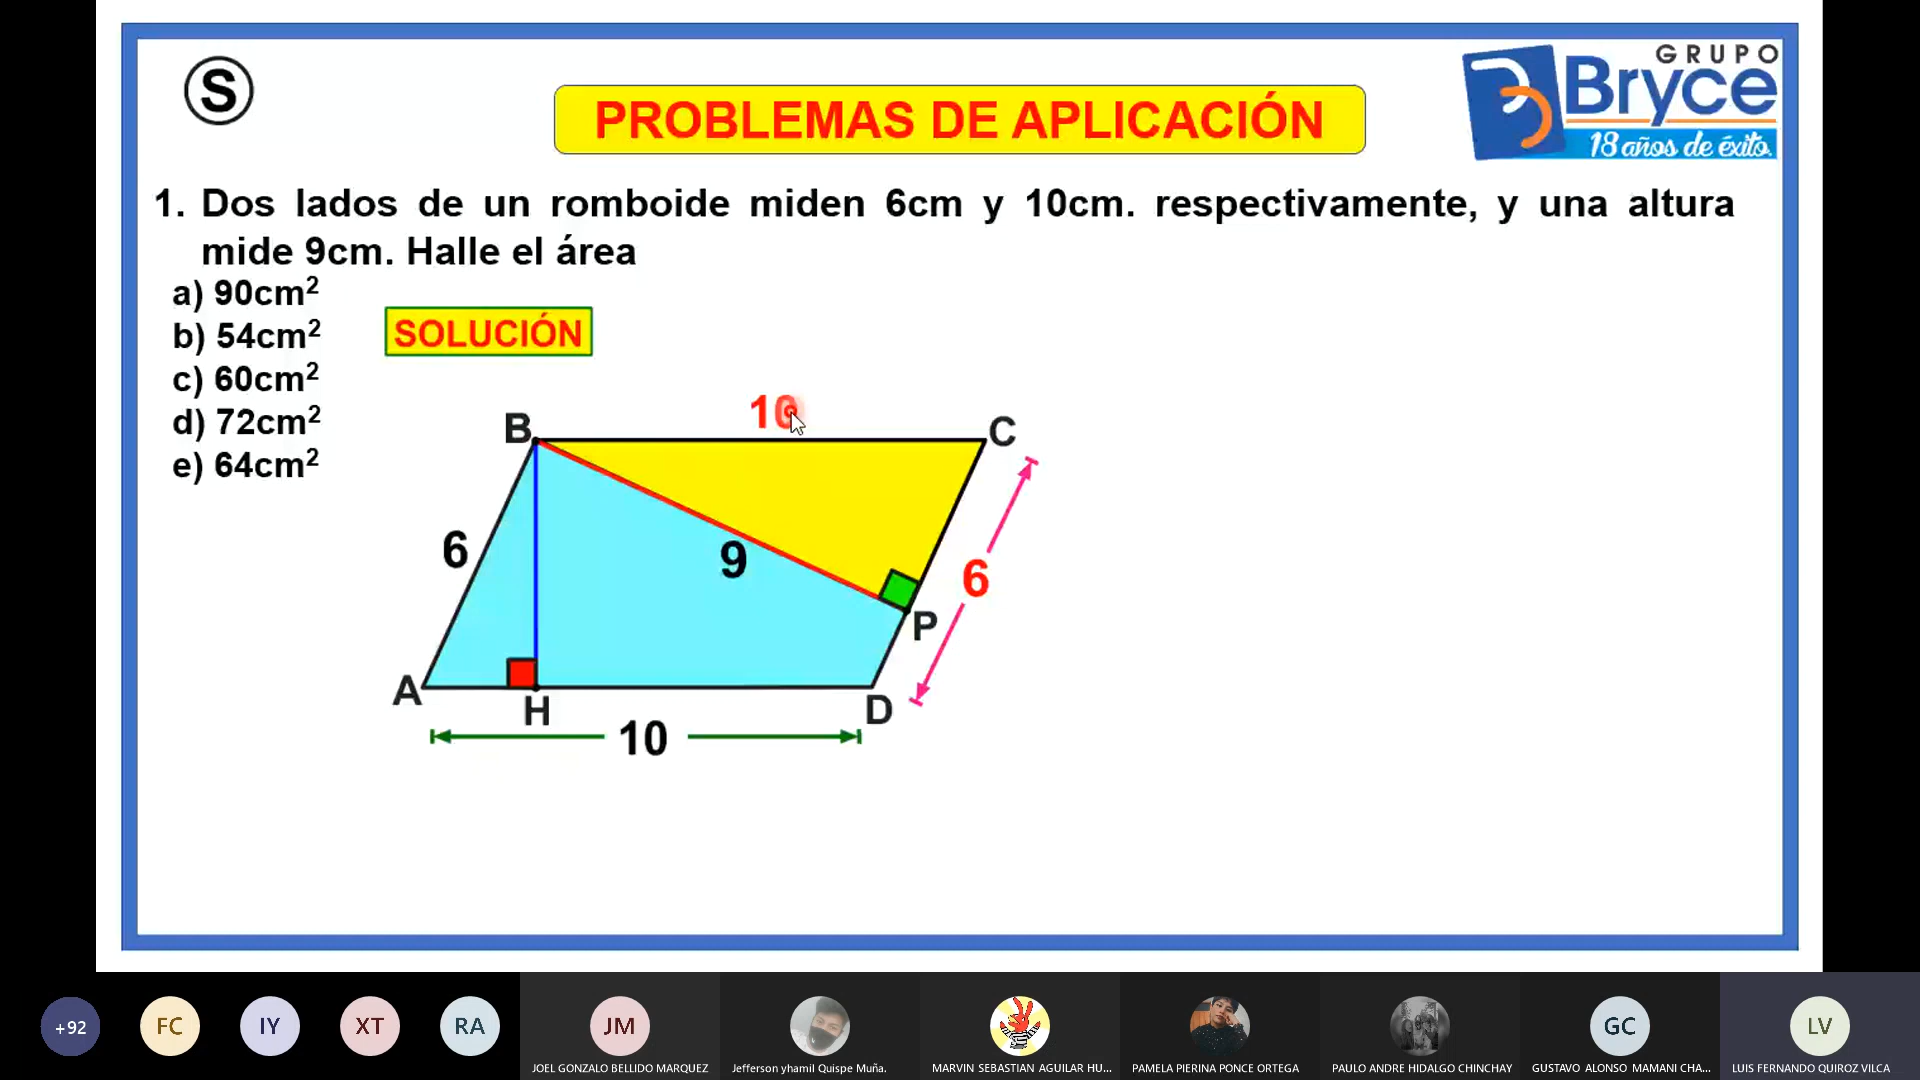 S
PROBLEMAS DE APLICACIÓN
GRUPO
Bryce
18 años de éxito.
1. Dos lados de un romboide miden 6cm y 10cm. respectivamente, y una altura
mide 9cm. Halle el área
a) 90cm²
b) 54cm²
c) 60cm²
d) 72cm²
e) 64cm²
SOLUCIÓN
10
B
C
6
9
6
P
A
H
D
10
+92
FC
IY
XT
RA
JM
GC
LV
JOEL GONZALO BELLIDO MARQUEZ
Jefferson yhamil Quispe Muña.
MARVIN SEBASTIAN AGUILAR HU...
PAMELA PIERINA PONCE ORTEGA
PAULO ANDRE HIDALGO CHINCHAY
GUSTAVO ALONSO MAMANI CHA...
LUIS FERNANDO QUIROZ VILCA